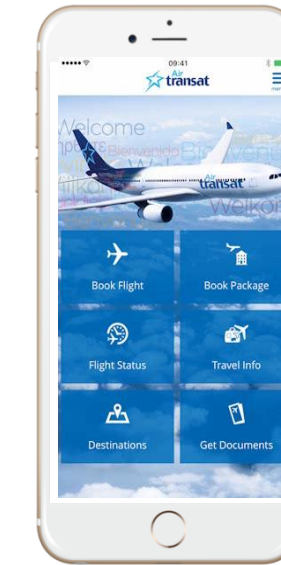 09:41
Air
transat
Welcome
Bienvenido
Air
transat
Book Flight
Book Package
Flight Status
Travel Info
Destinations
Get Documents